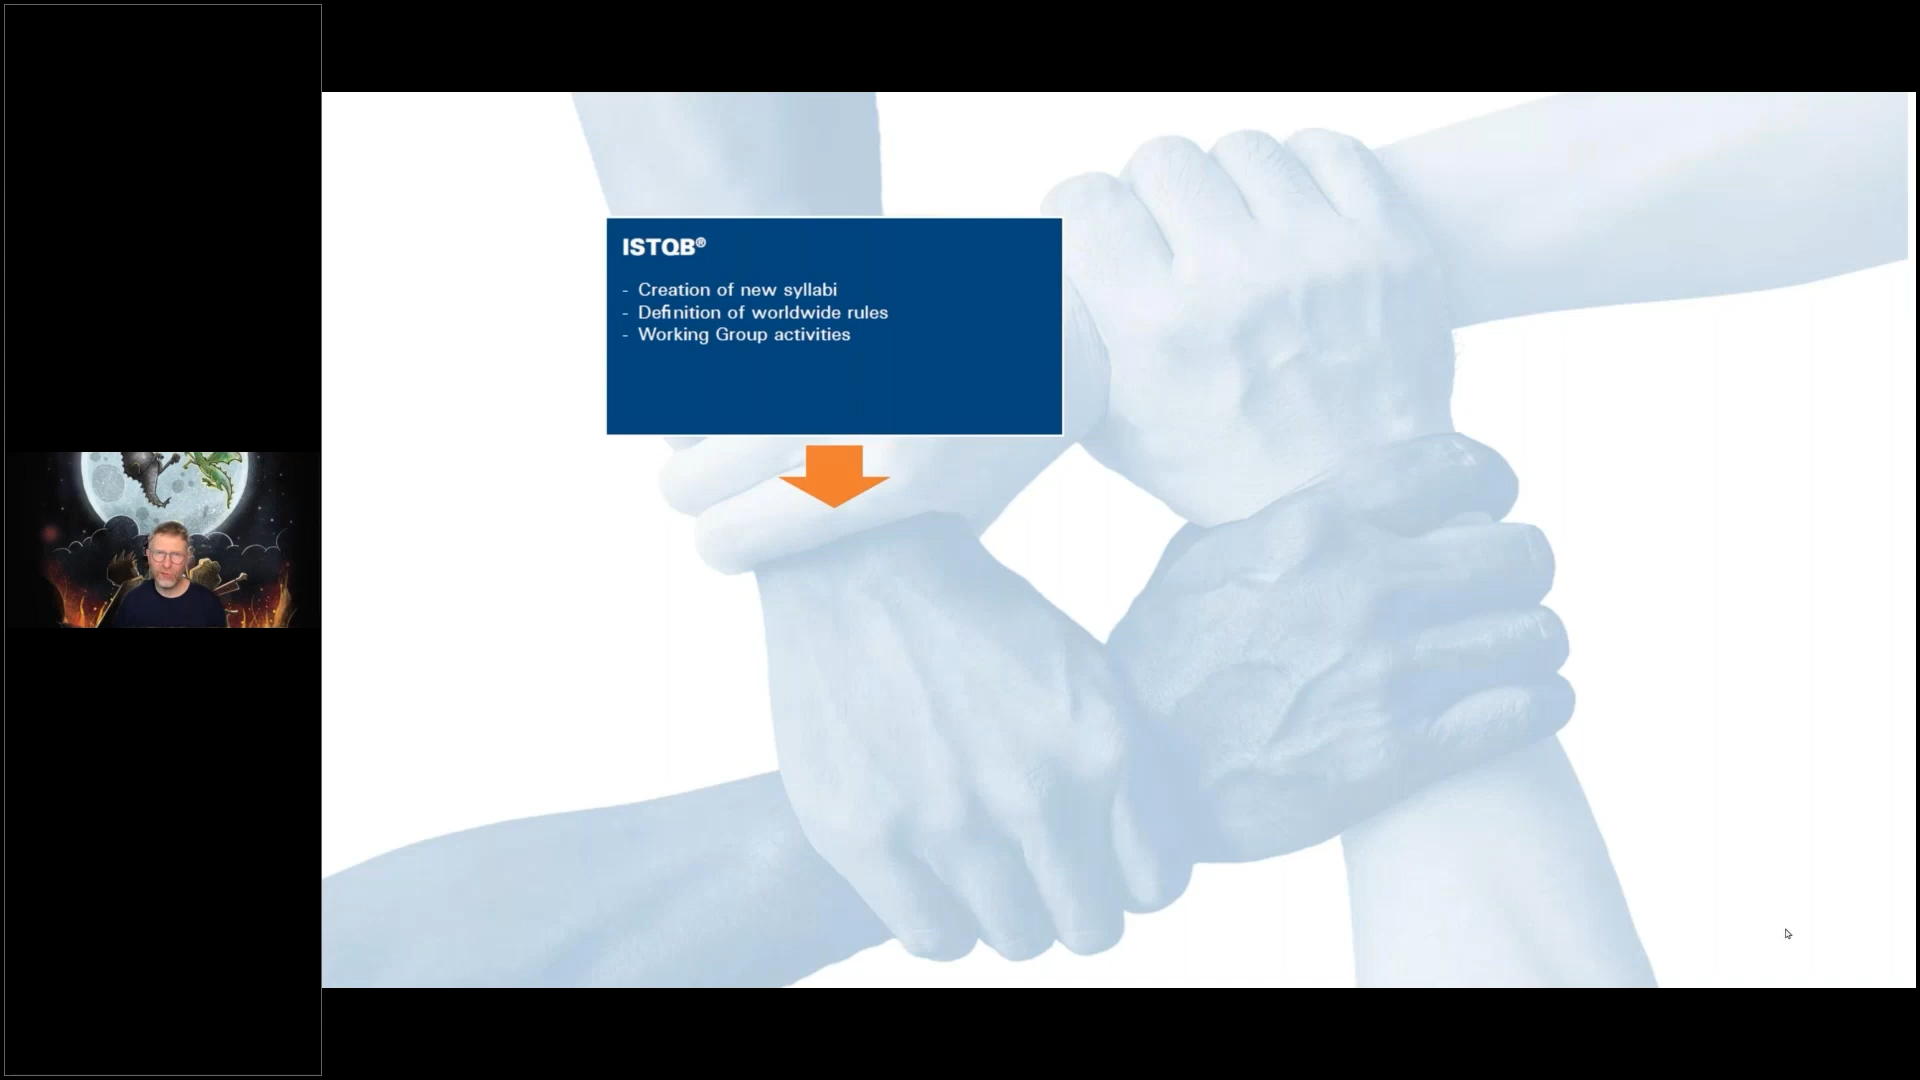 ISTQB®
- Creation of new syllabi
- Definition of worldwide rules
- Working Group activities